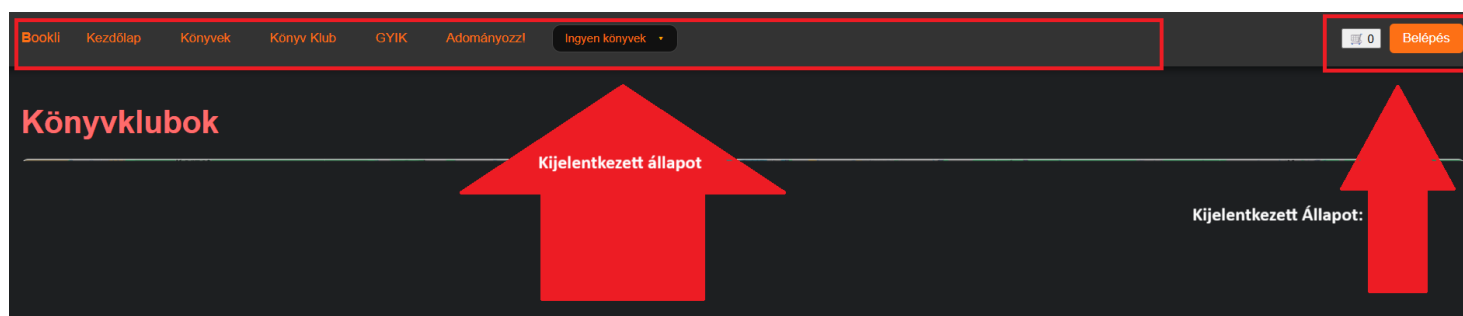 Bookli Kezdőlap Könyvek Könyv Klub GYIK Adományozz! Ingyen könyvek 0 Belépés
Könyvklubok
Kijelentkezett állapot
Kijelentkezett Állapot: